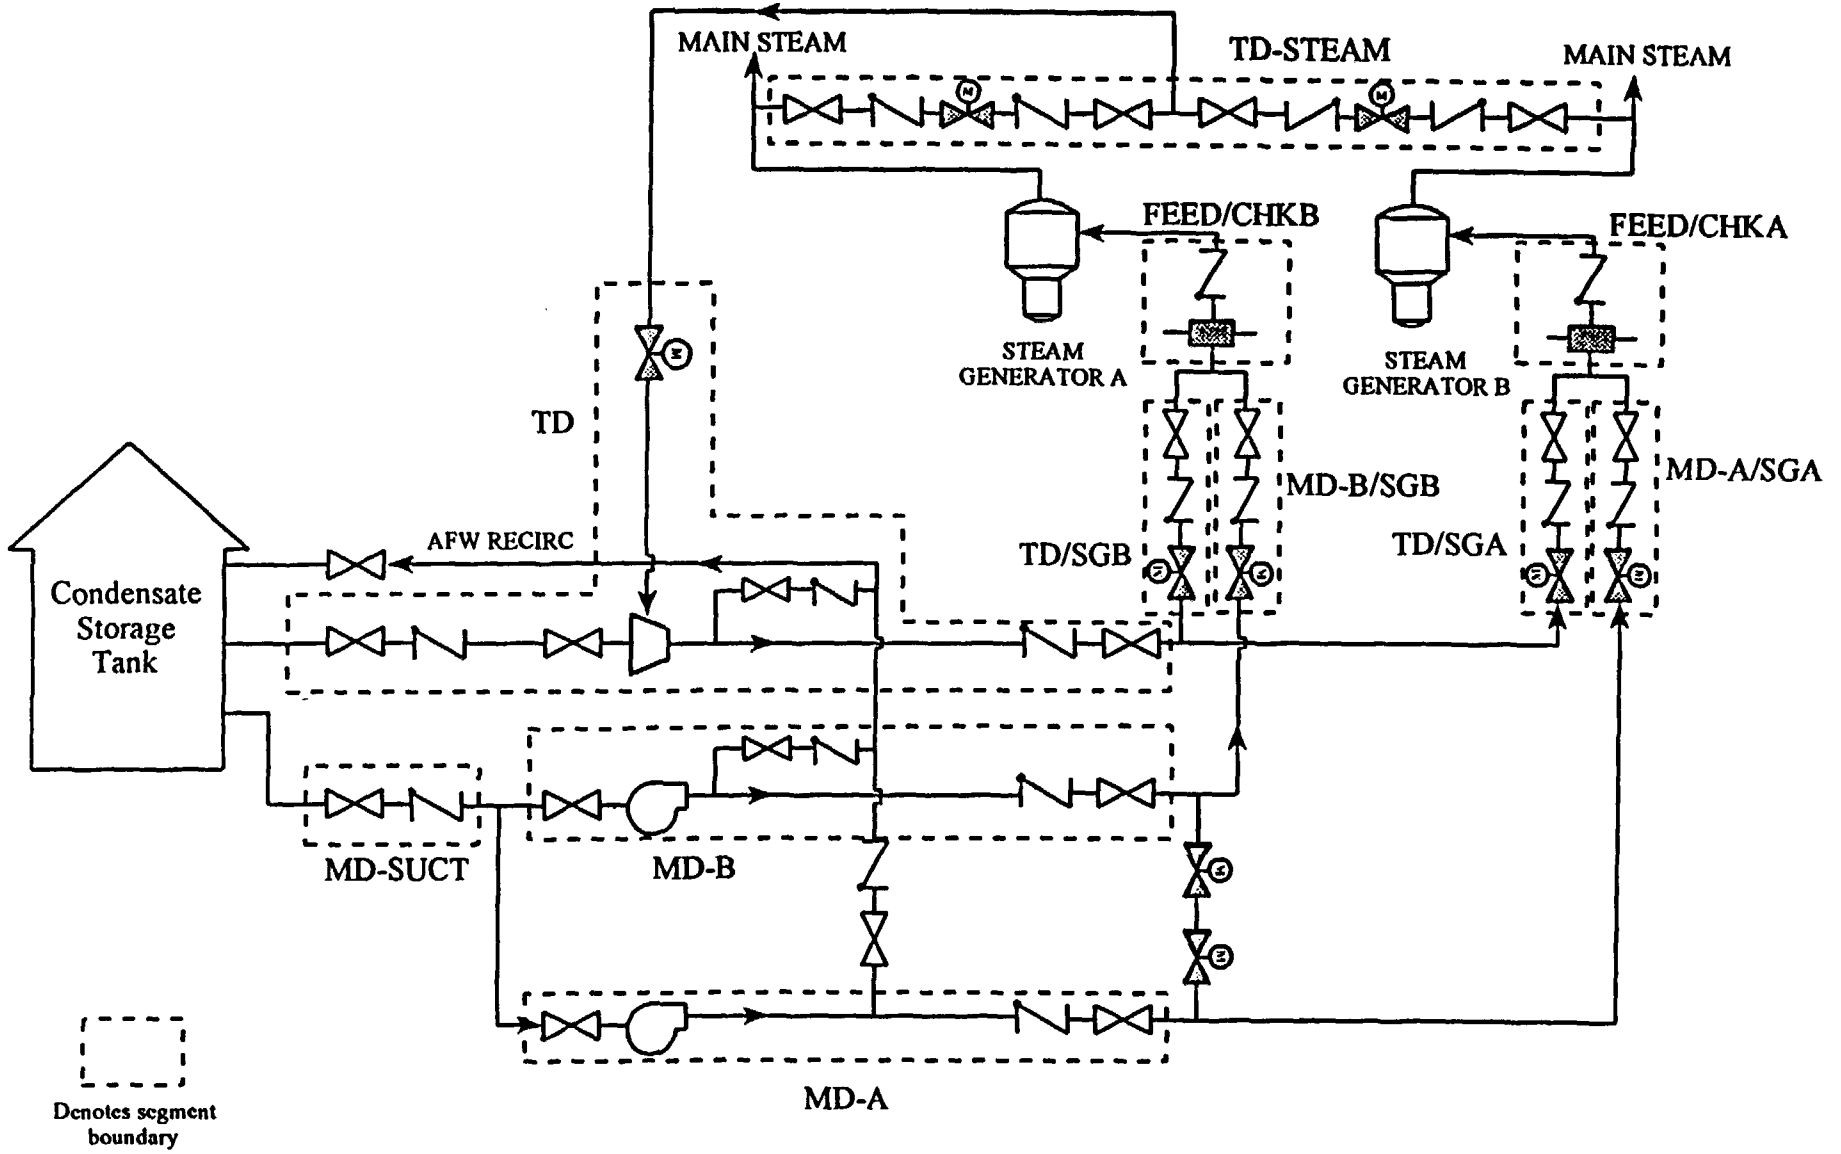 MAIN STEAM
TD-STEAM
MAIN STEAM
M
M
FEED/CHKB
FEED/CHKA
M
STEAM
GENERATOR A
STEAM
GENERATOR B
TD
MD-B/SGB
MD-A/SGA
AFW RECIRC
TD/SGB
TD/SGA
M
M
M
M
Condensate
Storage
Tank
MD-SUCT
MD-B
M
M
MD-A
Denotes segment
boundary